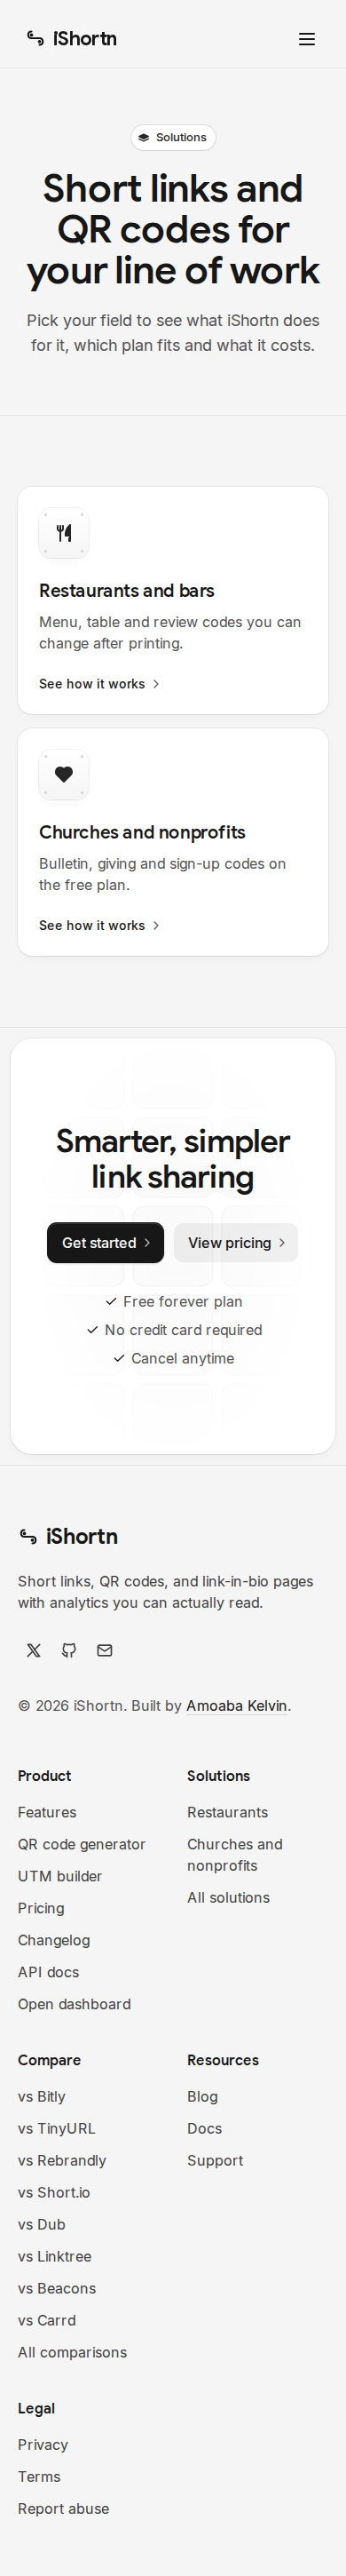 iShortn
Solutions
Short links and
QR codes for
your line of work
Pick your field to see what iShortn does
for it, which plan fits and what it costs.
Restaurants and bars
Menu, table and review codes you can
change after printing.
See how it works
Churches and nonprofits
Bulletin, giving and sign-up codes on
the free plan.
See how it works
Smarter, simpler
link sharing
Get started
View pricing
Free forever plan
No credit card required
Cancel anytime
iShortn
Short links, QR codes, and link-in-bio pages
with analytics you can actually read.
© 2026 iShortn. Built by Amoaba Kelvin.
Product
Features
QR code generator
UTM builder
Pricing
Changelog
API docs
Open dashboard
Solutions
Restaurants
Churches and
nonprofits
All solutions
Compare
vs Bitly
vs TinyURL
vs Rebrandly
vs Short.io
vs Dub
vs Linktree
vs Beacons
vs Carrd
All comparisons
Resources
Blog
Docs
Support
Legal
Privacy
Terms
Report abuse